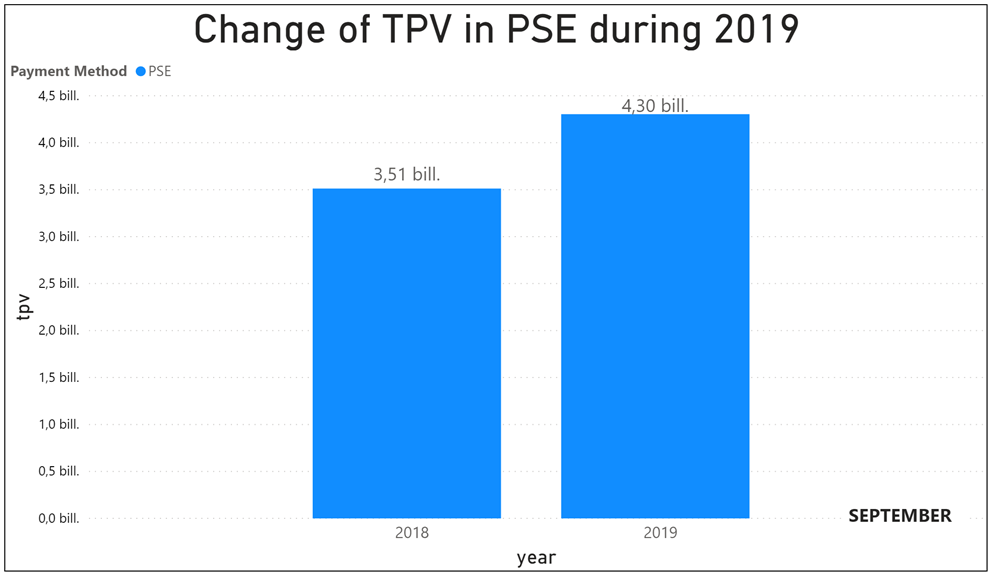 Change of TPV in PSE during 2019
Payment Method PSE
4,5 bill.
4,0 bill.
3,5 bill.
3,0 bill.
2,5 bill.
2,0 bill.
1,5 bill.
1,0 bill.
0,5 bill.
0,0 bill.
tpv
3,51 bill.
4,30 bill.
2018 2019
year
SEPTEMBER